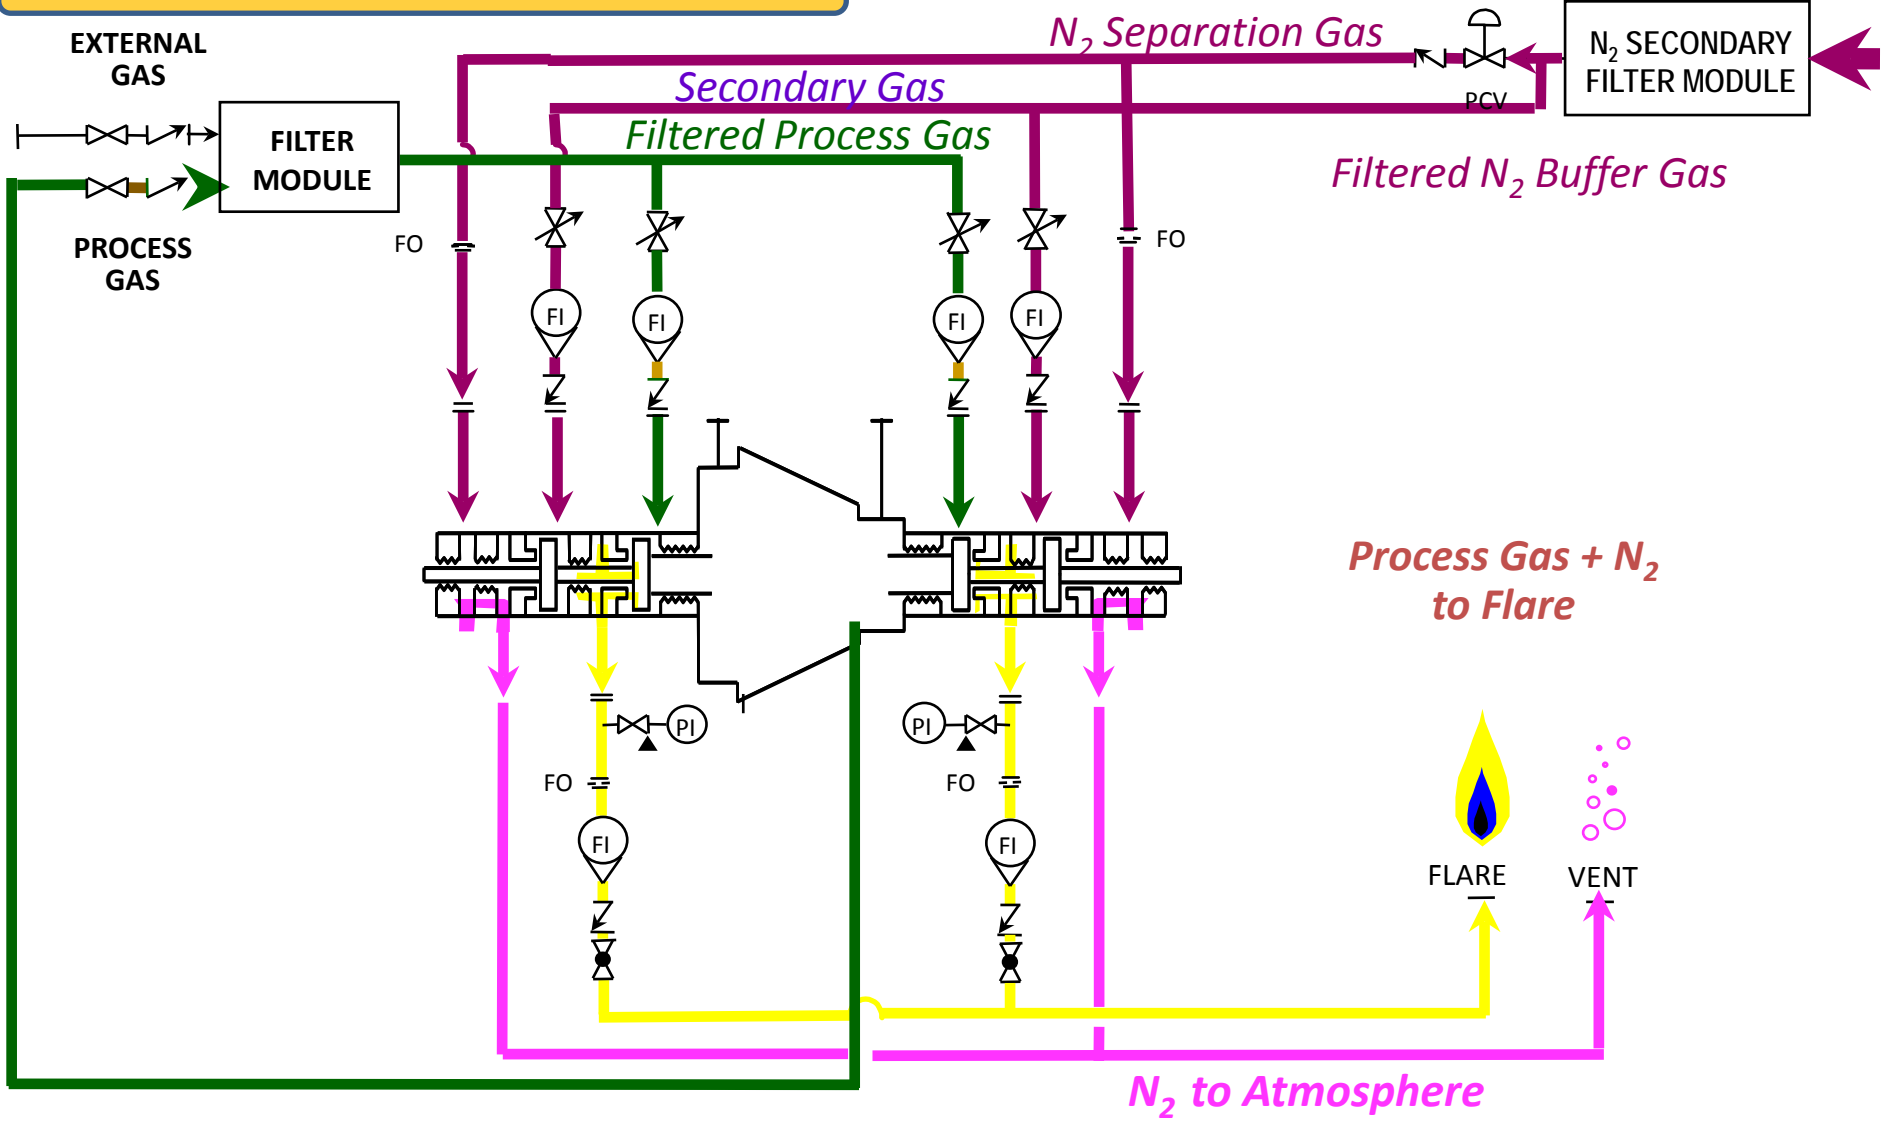 EXTERNAL
GAS
FILTER
MODULE
PROCESS
GAS
N₂ Separation Gas
Secondary Gas
Filtered Process Gas
PCV
N₂ SECONDARY
FILTER MODULE
Filtered N₂ Buffer Gas
FO
FO
FI
FI
FI
FI
Process Gas + N₂
to Flare
PI
PI
FO
FO
FI
FI
FLARE
VENT
N₂ to Atmosphere